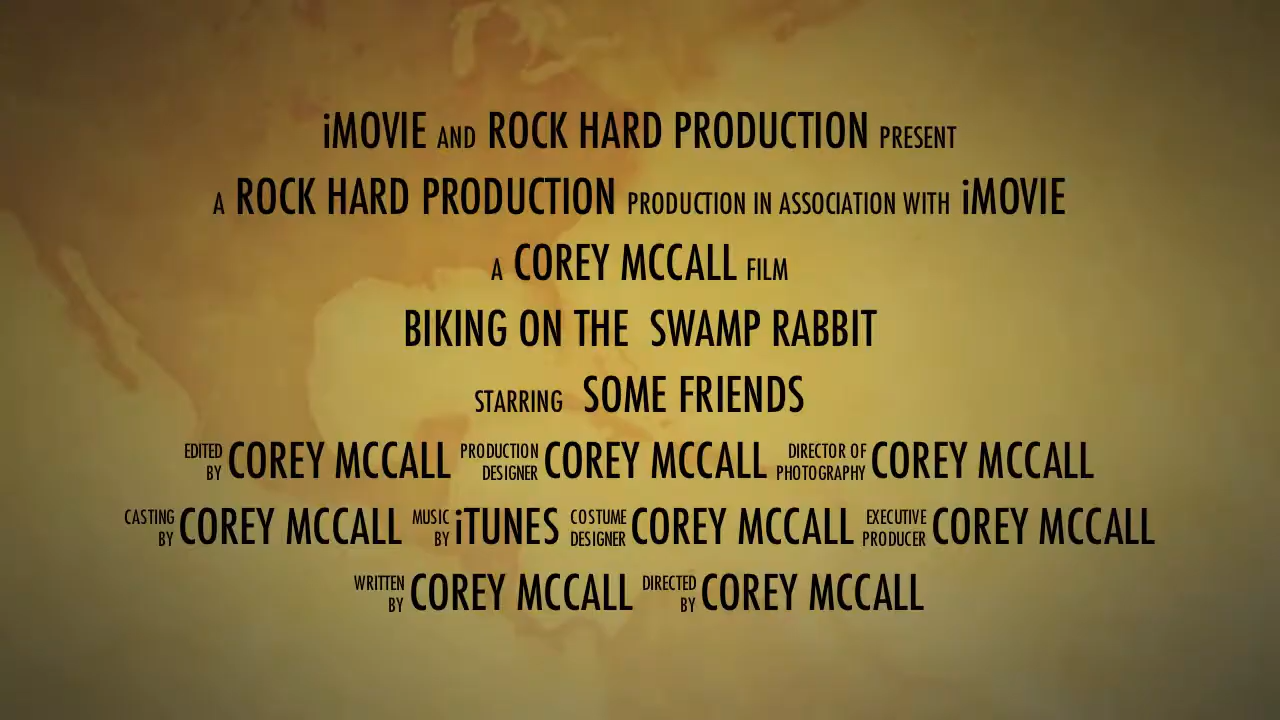 iMOVIE AND ROCK HARD PRODUCTION PRESENT
A ROCK HARD PRODUCTION PRODUCTION IN ASSOCIATION WITH iMOVIE
A COREY MCCALL FILM
BIKING ON THE SWAMP RABBIT
STARRING SOME FRIENDS
EDITED BY COREY MCCALL PRODUCTION DESIGNER COREY MCCALL DIRECTOR OF PHOTOGRAPHY COREY MCCALL
CASTING BY COREY MCCALL MUSIC BY iTUNES COSTUME DESIGNER COREY MCCALL EXECUTIVE PRODUCER COREY MCCALL
WRITTEN BY COREY MCCALL DIRECTED BY COREY MCCALL